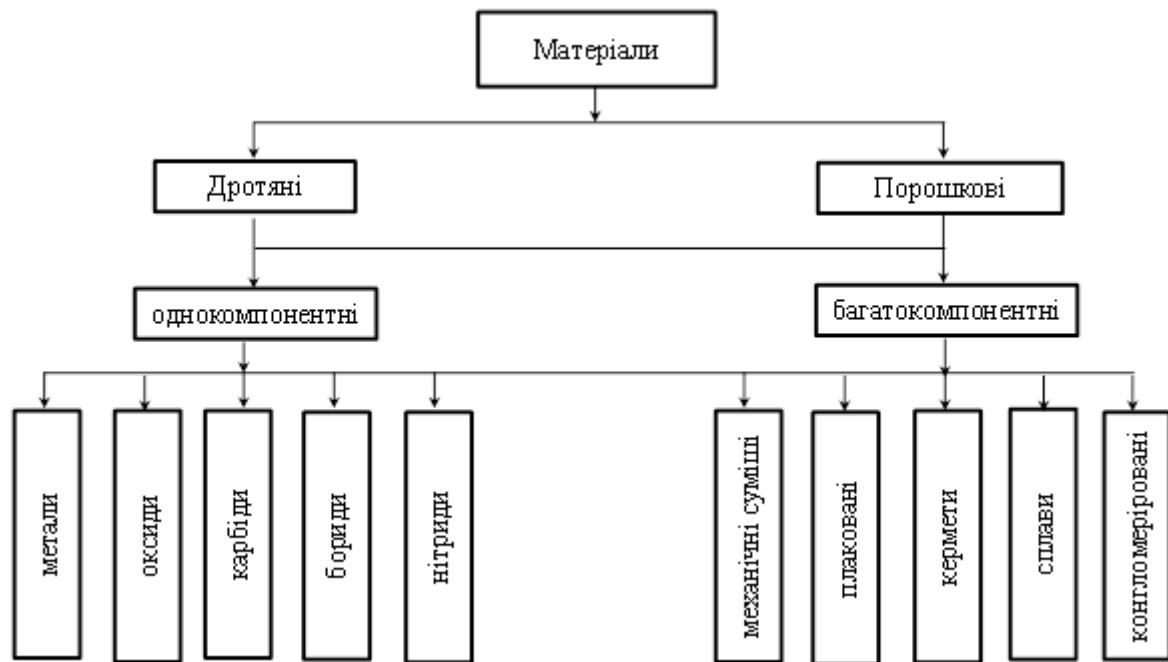 Матеріали
Дротяні
Порошкові
однокомпонентні
багатокомпонентні
метали
оксиди
карбіди
бориди
нітриди
механічні суміші
плаковані
кермети
сплави
конгломеріровані